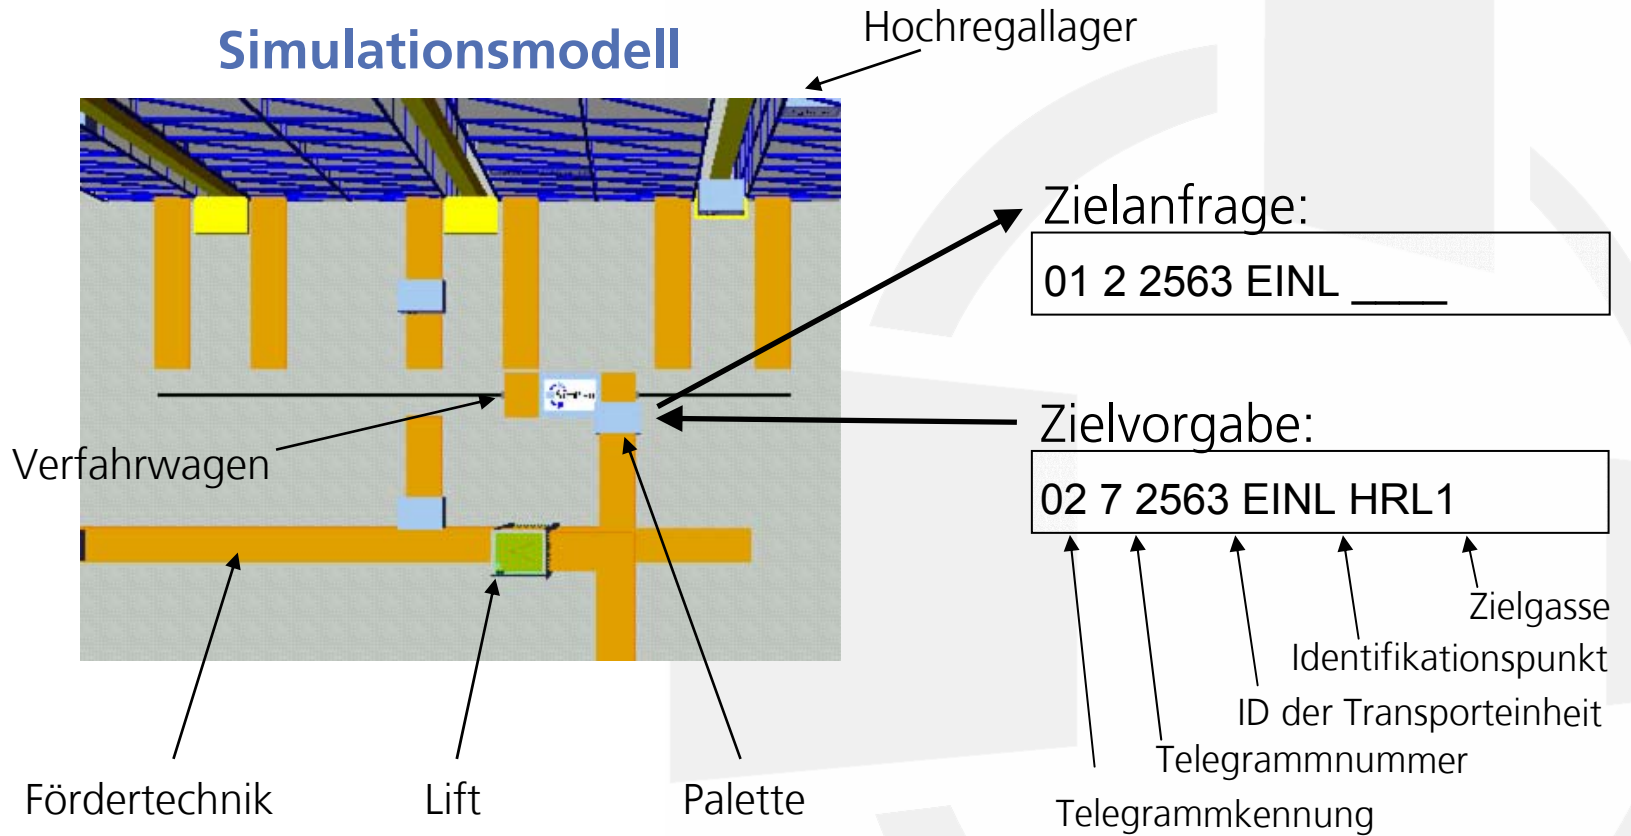 Simulationsmodell
Hochregallager
Zielanfrage:
01 2 2563 EINL ____
Zielvorgabe:
02 7 2563 EINL HRL1
Verfahrwagen
Zielgasse
Identifikationspunkt
ID der Transporteinheit
Telegrammnummer
Telegrammkennung
Fördertechnik
Lift
Palette